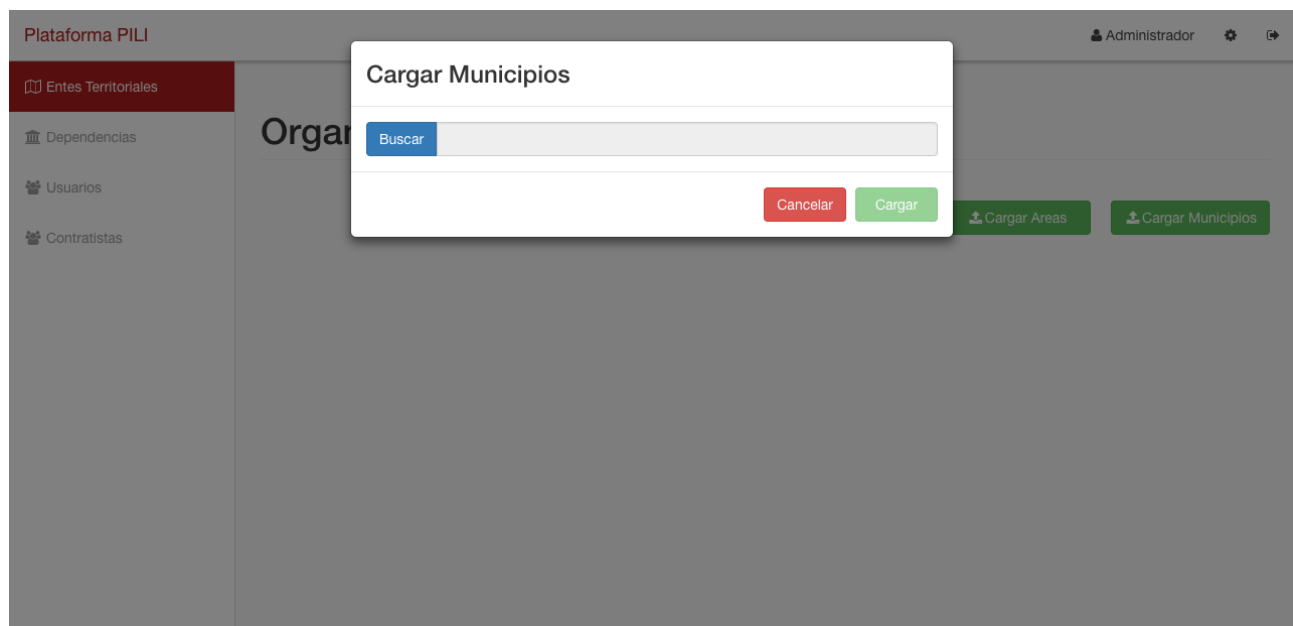 Plataforma PILI
Administrador
Entes Territoriales
Dependencias
Usuarios
Contratistas
Cargar Municipios
Buscar
Cancelar
Cargar
Cargar Areas
Cargar Municipios